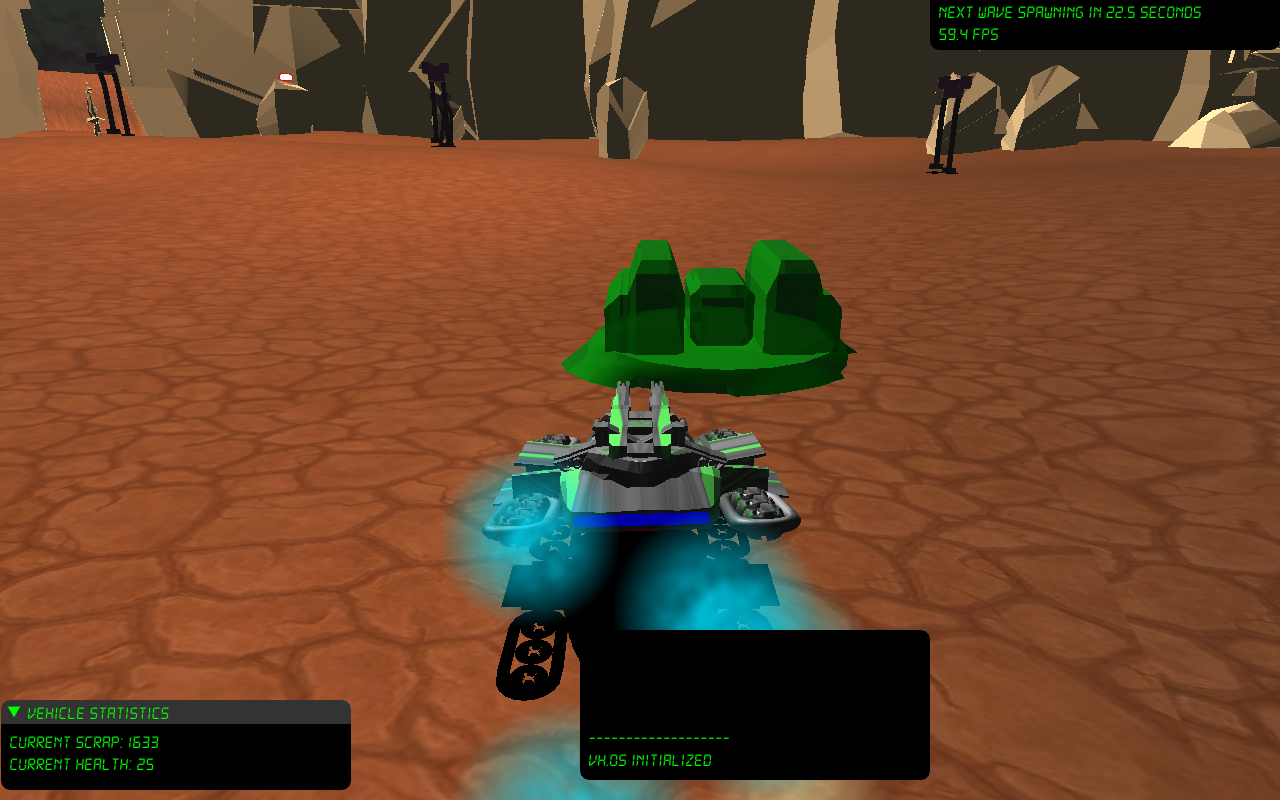 NEXT WAVE SPAWNING IN 22.5 SECONDS
59.4 FPS
VEHICLE STATISTICS
CURRENT SCRAP: 1633
CURRENT HEALTH: 25
-------------------
VH.OS INITIALIZED